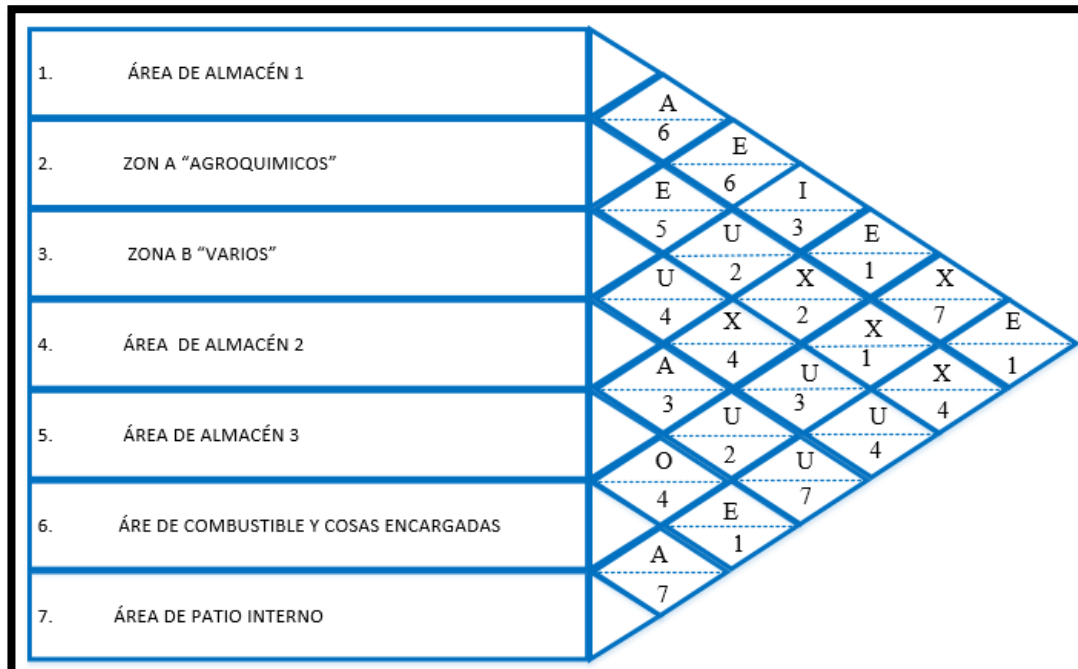 1. ÁREA DE ALMACÉN 1
A
6 E
2. ZON A “AGROQUIMICOS”
E 6 I
5 U 3 E
3. ZONA B “VARIOS”
U 2 X 1 X
4 X 2 X 7 E
4. ÁREA DE ALMACÉN 2
A 4 U 1 X 1
3 U 3 U 4
5. ÁREA DE ALMACÉN 3
O 2 U 4
4 E 7
6. ÁRE DE COMBUSTIBLE Y COSAS ENCARGADAS
A 1
7
7. ÁREA DE PATIO INTERNO